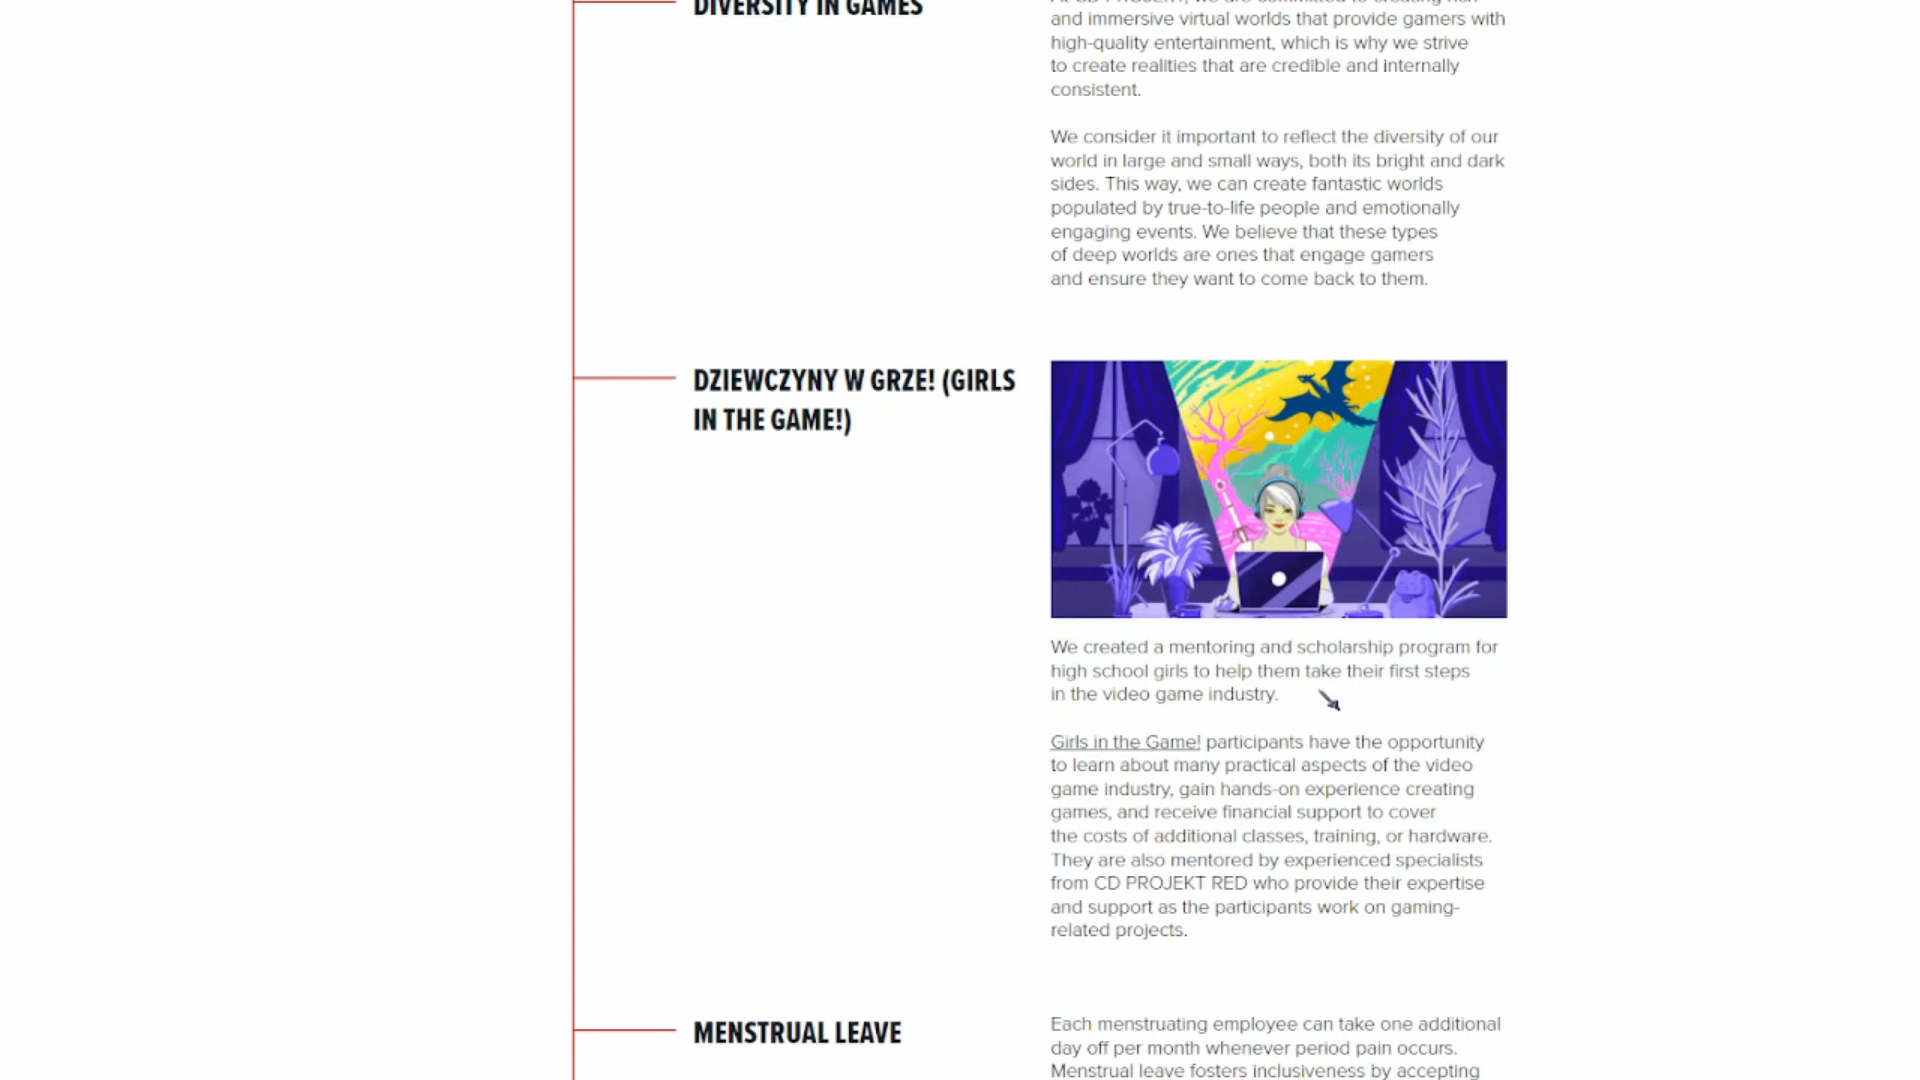 DIVERSITY IN GAMES
At CD PROJEKT, we are committed to creating rich
and immersive virtual worlds that provide gamers with
high-quality entertainment, which is why we strive
to create realities that are credible and internally
consistent.
We consider it important to reflect the diversity of our
world in large and small ways, both its bright and dark
sides. This way, we can create fantastic worlds
populated by true-to-life people and emotionally
engaging events. We believe that these types
of deep worlds are ones that engage gamers
and ensure they want to come back to them.
DZIEWCZYNY W GRZE! (GIRLS
IN THE GAME!)
We created a mentoring and scholarship program for
high school girls to help them take their first steps
in the video game industry.
Girls in the Game! participants have the opportunity
to learn about many practical aspects of the video
game industry, gain hands-on experience creating
games, and receive financial support to cover
the costs of additional classes, training, or hardware.
They are also mentored by experienced specialists
from CD PROJEKT RED who provide their expertise
and support as the participants work on gaming-
related projects.
MENSTRUAL LEAVE
Each menstruating employee can take one additional
day off per month whenever period pain occurs.
Menstrual leave fosters inclusiveness by accepting